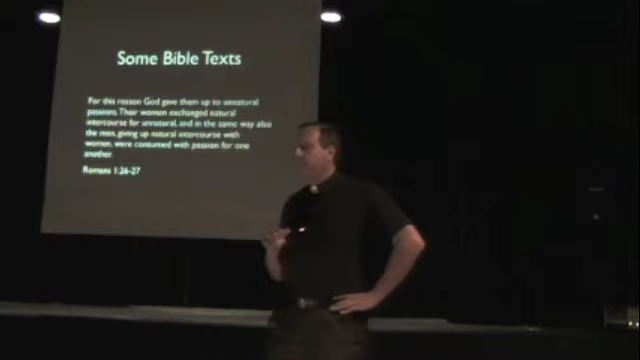 Some Bible Texts
For this reason God gave them up to unnatural
passions. Their women exchanged natural
intercourse for unnatural, and in the same way also
the men, giving up natural intercourse with
women, were consumed with passion for one
another.
Romans 1:26-27